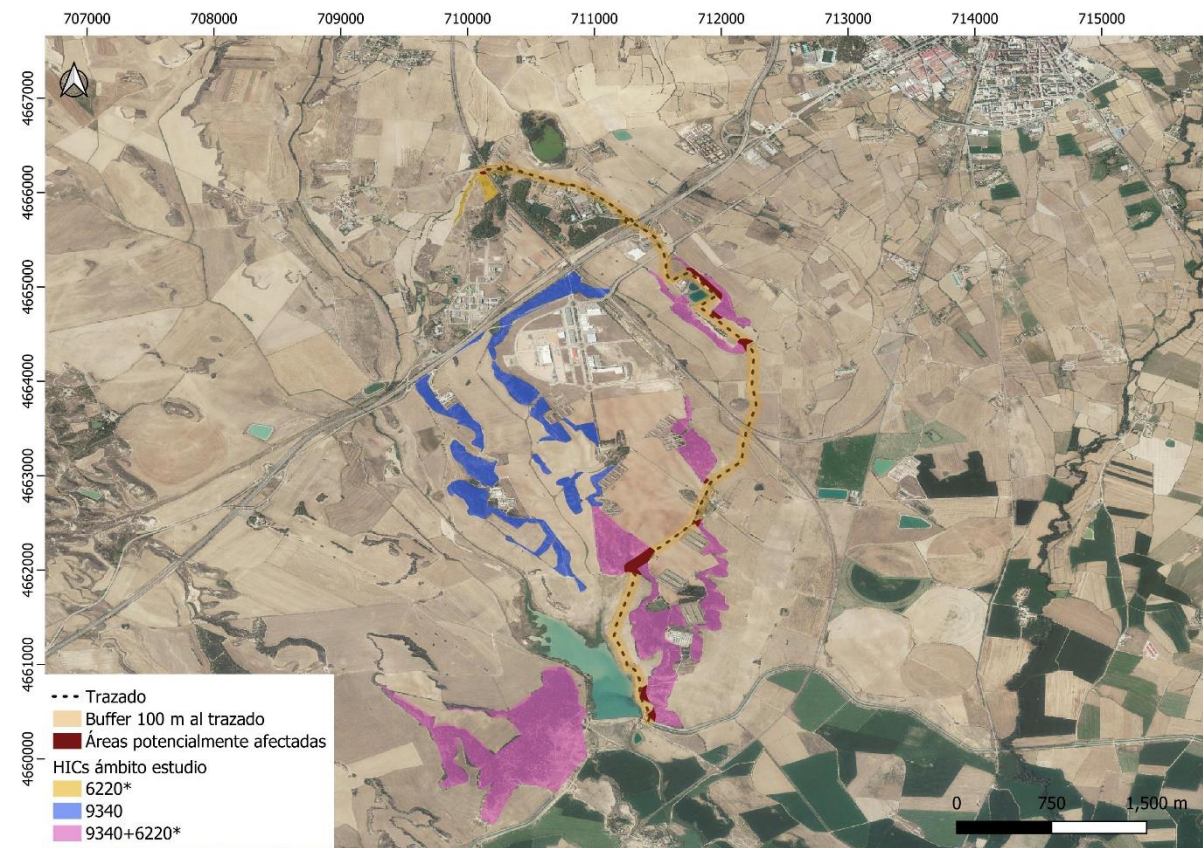 707000 708000 709000 710000 711000 712000 713000 714000 715000
4667000
4666000
4665000
4664000
4663000
4662000
4661000
4660000
Trazado
Buffer 100 m al trazado
Áreas potencialmente afectadas
HICs ámbito estudio
6220*
9340
9340+6220*
0 750 1,500 m